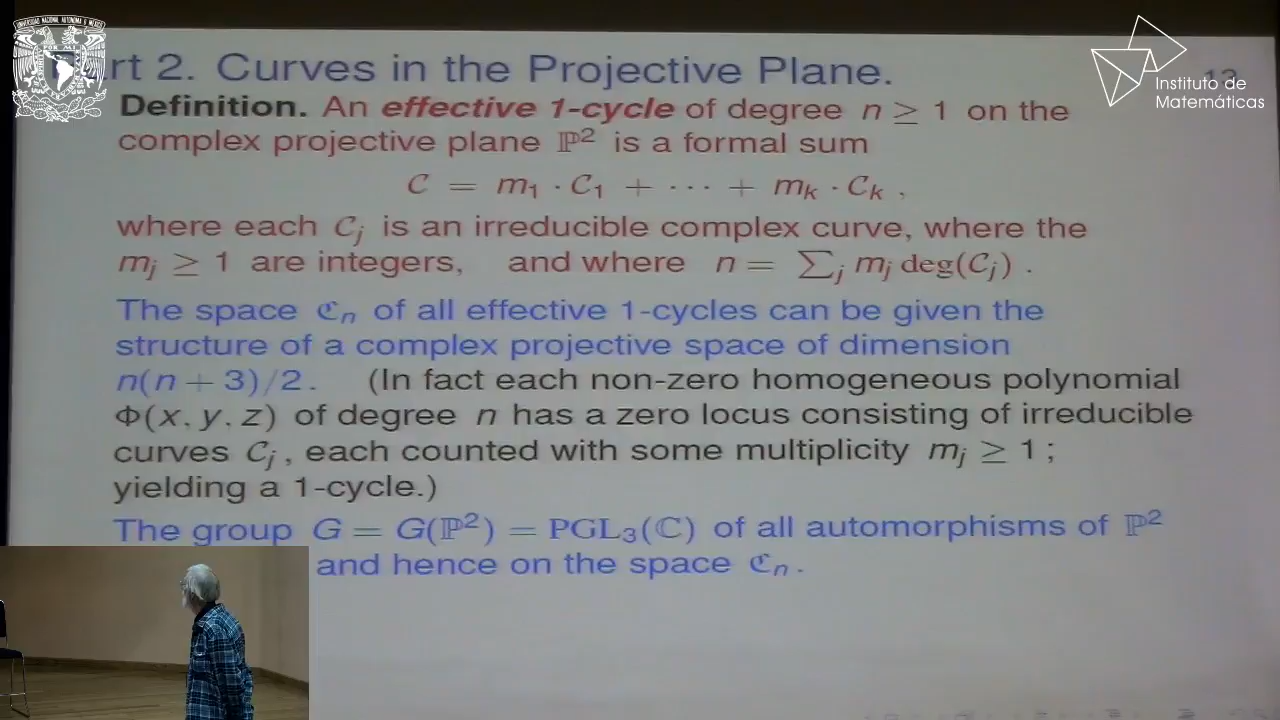 rt 2. Curves in the Projective Plane.
Instituto de
Matemáticas
Definition. An effective 1-cycle of degree n ≥ 1 on the
complex projective plane ℙ² is a formal sum
𝒞 = m₁ · 𝒞₁ + ··· + mₖ · 𝒞ₖ ,
where each 𝒞ⱼ is an irreducible complex curve, where the
mⱼ ≥ 1 are integers, and where n = ∑ⱼ mⱼ deg(𝒞ⱼ) .
The space ℭₙ of all effective 1-cycles can be given the
structure of a complex projective space of dimension
n(n + 3)/2. (In fact each non-zero homogeneous polynomial
Φ(x, y, z) of degree n has a zero locus consisting of irreducible
curves 𝒞ⱼ , each counted with some multiplicity mⱼ ≥ 1 ;
yielding a 1-cycle.)
The group G = G(ℙ²) = PGL₃(ℂ) of all automorphisms of ℙ²
and hence on the space ℭₙ .